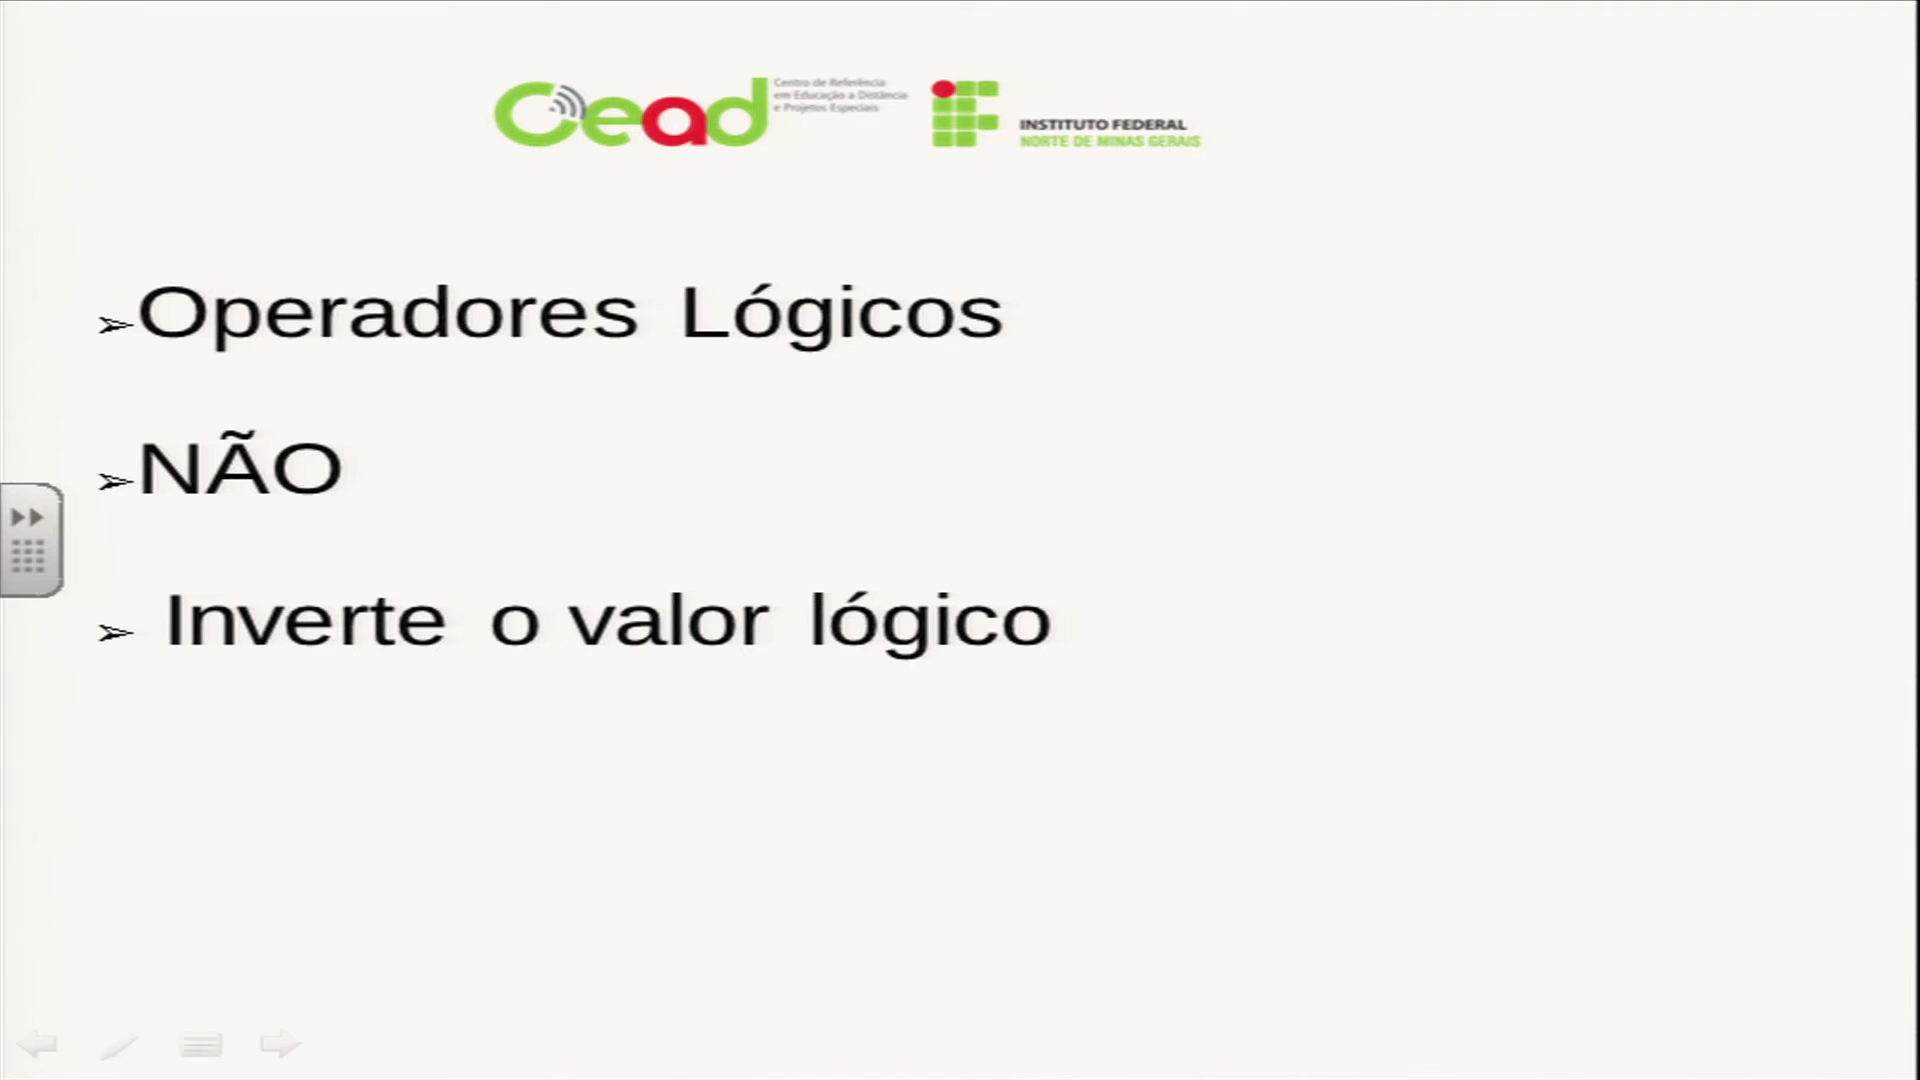 Cead
Centro de Referência
em Educação a Distância
e Projetos Especiais
INSTITUTO FEDERAL
NORTE DE MINAS GERAIS
➢Operadores Lógicos
➢NÃO
➢ Inverte o valor lógico